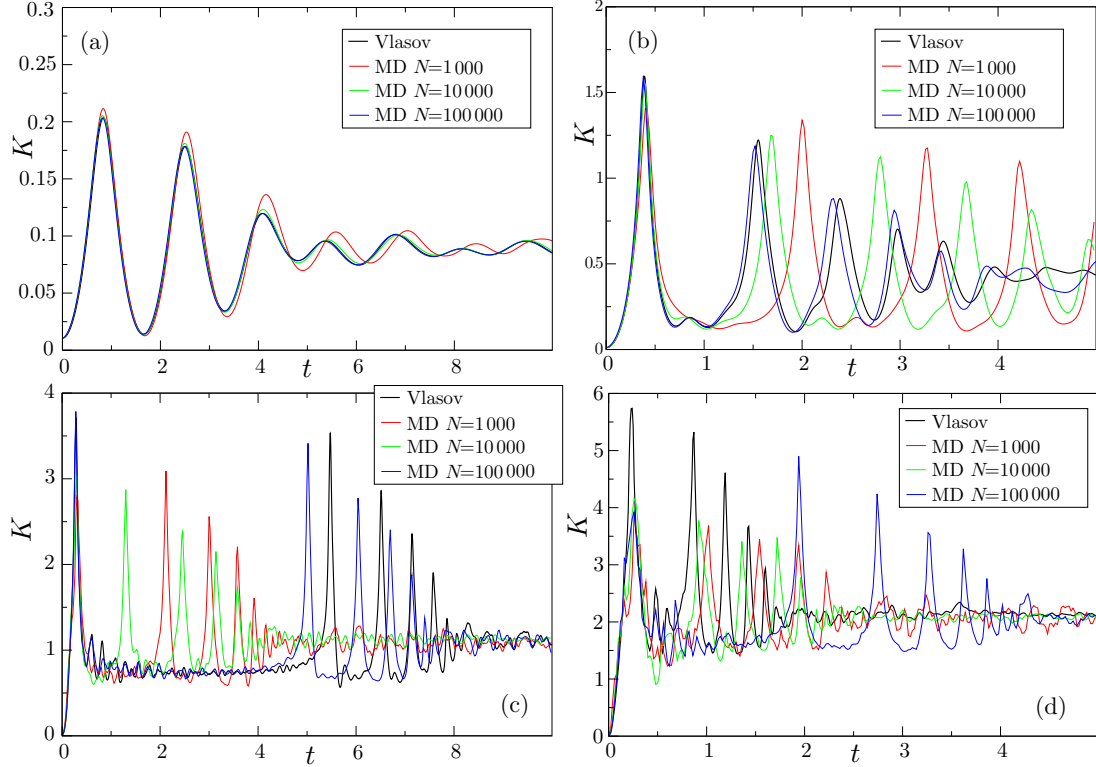 (a)
Vlasov
MD N=1 000
MD N=10 000
MD N=100 000
K
0.3
0.25
0.2
0.15
0.1
0.05
0
0 2 4 6 8
t
(b)
Vlasov
MD N=1 000
MD N=10 000
MD N=100 000
K
2
1.5
1
0.5
0
0 1 2 3 4
t
(c)
Vlasov
MD N=1 000
MD N=10 000
MD N=100 000
K
4
3
2
1
0
0 2 4 6 8
t
(d)
Vlasov
MD N=1 000
MD N=10 000
MD N=100 000
K
6
5
4
3
2
1
0
0 1 2 3 4
t